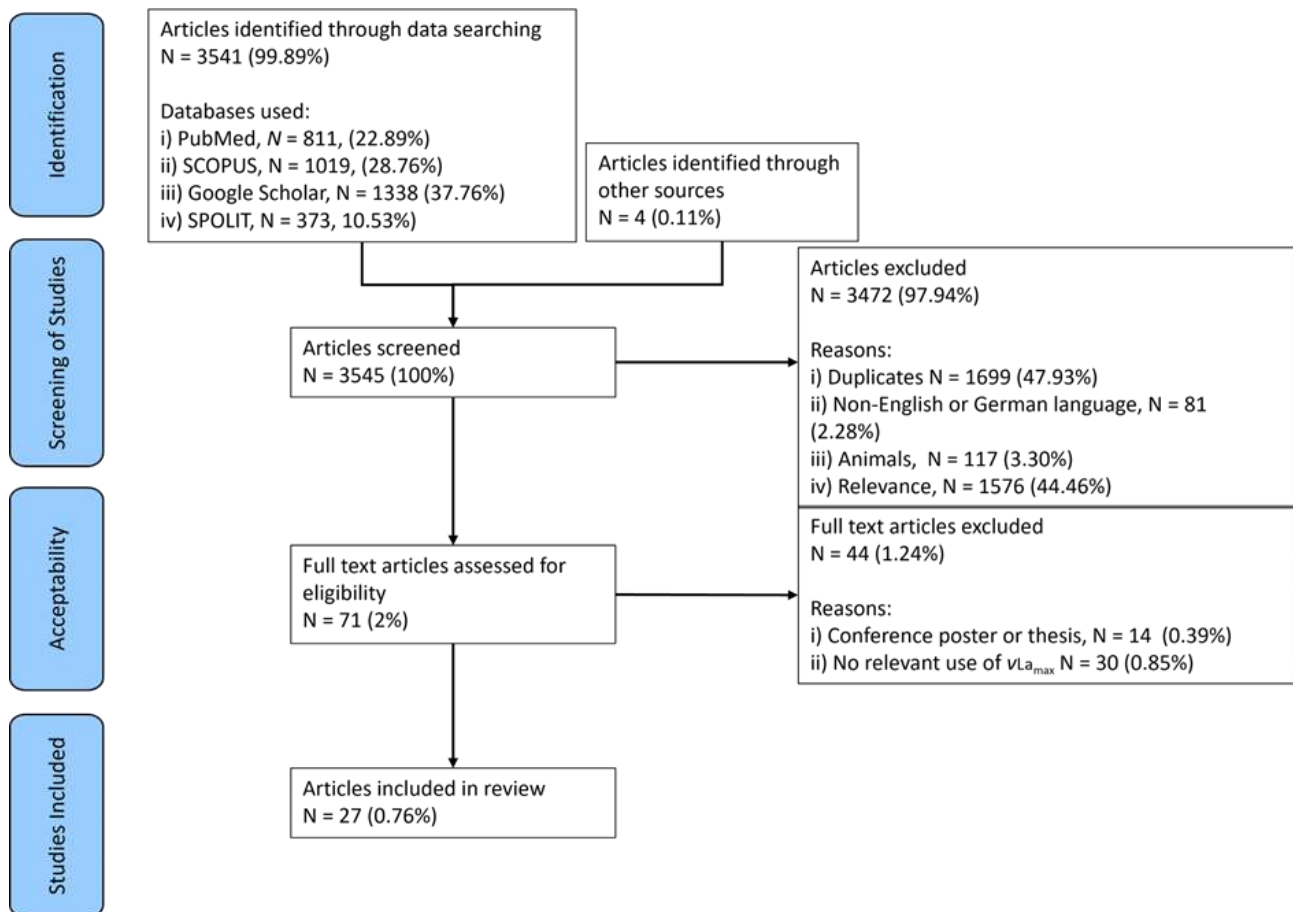 Identification
Articles identified through data searching
N = 3541 (99.89%)
Databases used:
i) PubMed, N = 811, (22.89%)
ii) SCOPUS, N = 1019, (28.76%)
iii) Google Scholar, N = 1338 (37.76%)
iv) SPOLIT, N = 373, 10.53%)
Articles identified through
other sources
N = 4 (0.11%)
Screening of Studies
Articles screened
N = 3545 (100%)
Articles excluded
N = 3472 (97.94%)
Reasons:
i) Duplicates N = 1699 (47.93%)
ii) Non-English or German language, N = 81
(2.28%)
iii) Animals,  N = 117 (3.30%)
iv) Relevance, N = 1576 (44.46%)
Acceptability
Full text articles assessed for
eligibility
N = 71 (2%)
Full text articles excluded
N = 44 (1.24%)
Reasons:
i) Conference poster or thesis, N = 14  (0.39%)
ii) No relevant use of vLamax N = 30 (0.85%)
Studies Included
Articles included in review
N = 27 (0.76%)